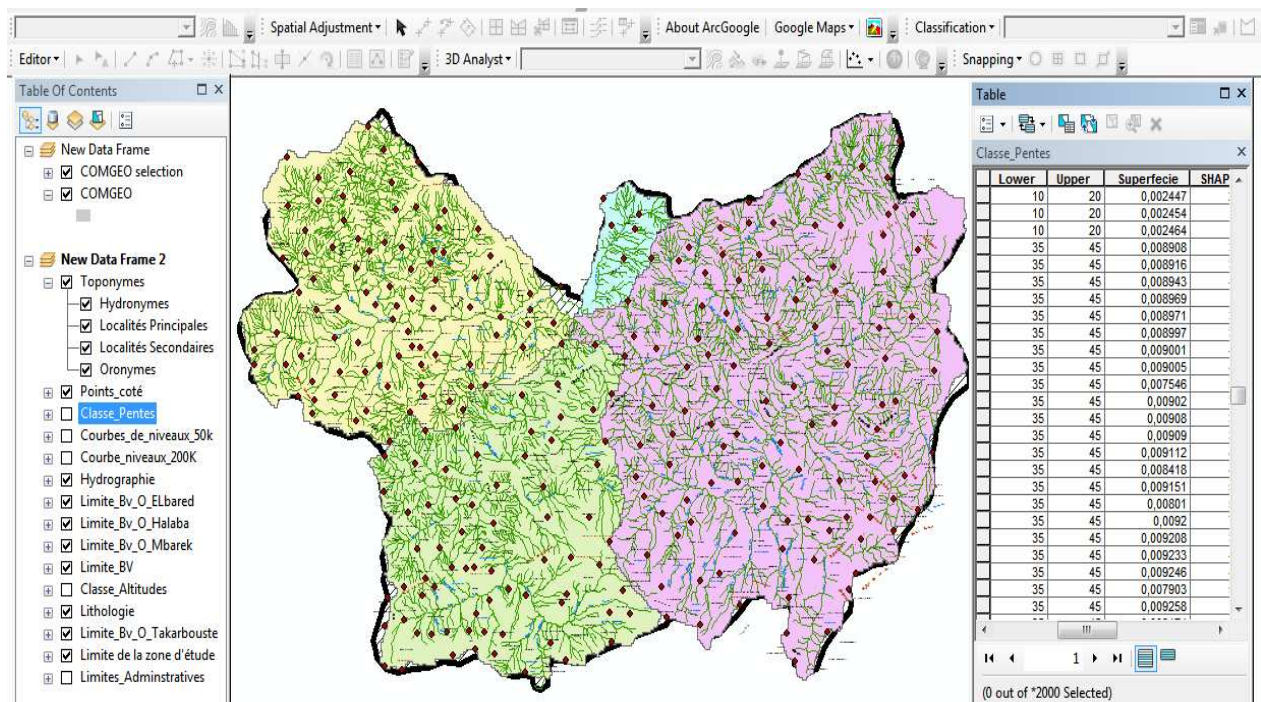 Spatial Adjustment
About ArcGoogle
Google Maps
Classification
Editor
3D Analyst
Snapping
Table Of Contents
New Data Frame
COMGEO selection
COMGEO
New Data Frame 2
Toponymes
Hydronymes
Localités Principales
Localités Secondaires
Oronymes
Points_coté
Classe_Pentes
Courbes_de_niveaux_50k
Courbe_niveaux_200K
Hydrographie
Limite_Bv_O_ELbared
Limite_Bv_O_Halaba
Limite_Bv_O_Mbarek
Limite_BV
Classe_Altitudes
Lithologie
Limite_Bv_O_Takarbouste
Limite de la zone d'étude
Limites_Adminstratives
Table
Classe_Pentes
Lower Upper Superfecie SHAP
10 20 0,002447
10 20 0,002454
10 20 0,002464
35 45 0,008908
35 45 0,008916
35 45 0,008943
35 45 0,008969
35 45 0,008971
35 45 0,008997
35 45 0,009001
35 45 0,009005
35 45 0,007546
35 45 0,00902
35 45 0,00908
35 45 0,00909
35 45 0,009112
35 45 0,008418
35 45 0,009151
35 45 0,00801
35 45 0,0092
35 45 0,009208
35 45 0,009233
35 45 0,009246
35 45 0,007903
35 45 0,009258
1
(0 out of *2000 Selected)